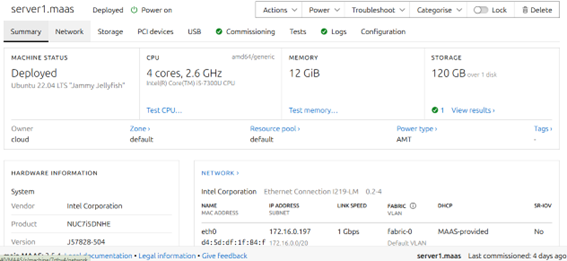 server1.maas Deployed Power on Actions Power Troubleshoot Categorise Lock Delete
Summary Network Storage PCI devices USB Commissioning Tests Logs Configuration
MACHINE STATUS
Deployed
Ubuntu 22.04 LTS "Jammy Jellyfish"
CPU amd64/generic
4 cores, 2.6 GHz
Intel(R) Core(TM) i5-7300U CPU
Test CPU...
MEMORY
12 GiB
Test memory...
STORAGE
120 GB over 1 disk
1 View results ›
Owner Zone › Resource pool › Power type › Tags ›
cloud default default AMT -
HARDWARE INFORMATION
System
Vendor Intel Corporation
Product NUC7i5DNHE
Version J57828-504
NETWORK ›
Intel Corporation Ethernet Connection I219-LM 0.2-4
NAME IP ADDRESS LINK SPEED FABRIC DHCP SR-IOV
MAC ADDRESS SUBNET VLAN
eth0 172.16.0.197 1 Gbps fabric-0 MAAS-provided No
d4:5d:df:1f:84:f 172.16.0.0/20 Default VLAN
documentation • Legal information • Give feedback server1.maas Last commissioned: 4 days ago